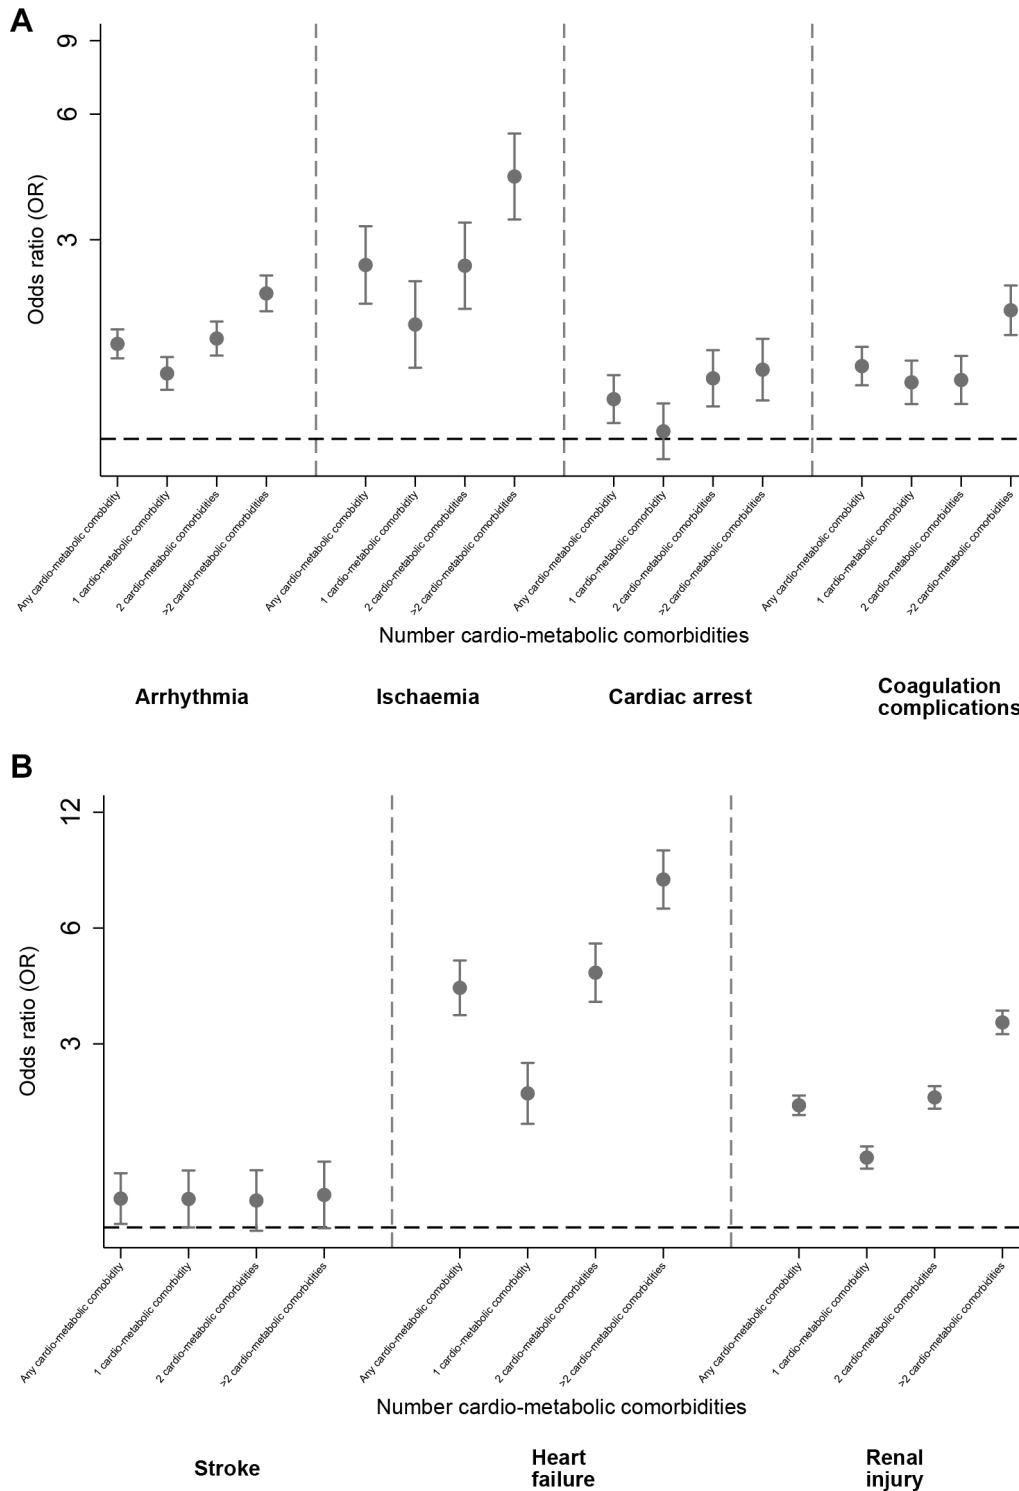 A
9
6
3
Odds ratio (OR)
Any cardio-metabolic comobidity
1 cardio-metabolic comorbidity
2 cardio-metabolic comorbidities
>2 cardio-metabolic comorbidities
Any cardio-metabolic comobidity
1 cardio-metabolic comorbidity
2 cardio-metabolic comorbidities
>2 cardio-metabolic comorbidities
Any cardio-metabolic comobidity
1 cardio-metabolic comorbidity
2 cardio-metabolic comorbidities
>2 cardio-metabolic comorbidities
Any cardio-metabolic comobidity
1 cardio-metabolic comorbidity
2 cardio-metabolic comorbidities
>2 cardio-metabolic comorbidities
Number cardio-metabolic comorbidities
Arrhythmia
Ischaemia
Cardiac arrest
Coagulation
complications
B
12
6
3
Odds ratio (OR)
Any cardio-metabolic comobidity
1 cardio-metabolic comorbidity
2 cardio-metabolic comorbidities
>2 cardio-metabolic comorbidities
Any cardio-metabolic comobidity
1 cardio-metabolic comorbidity
2 cardio-metabolic comorbidities
>2 cardio-metabolic comorbidities
Any cardio-metabolic comobidity
1 cardio-metabolic comorbidity
2 cardio-metabolic comorbidities
>2 cardio-metabolic comorbidities
Number cardio-metabolic comorbidities
Stroke
Heart
failure
Renal
injury